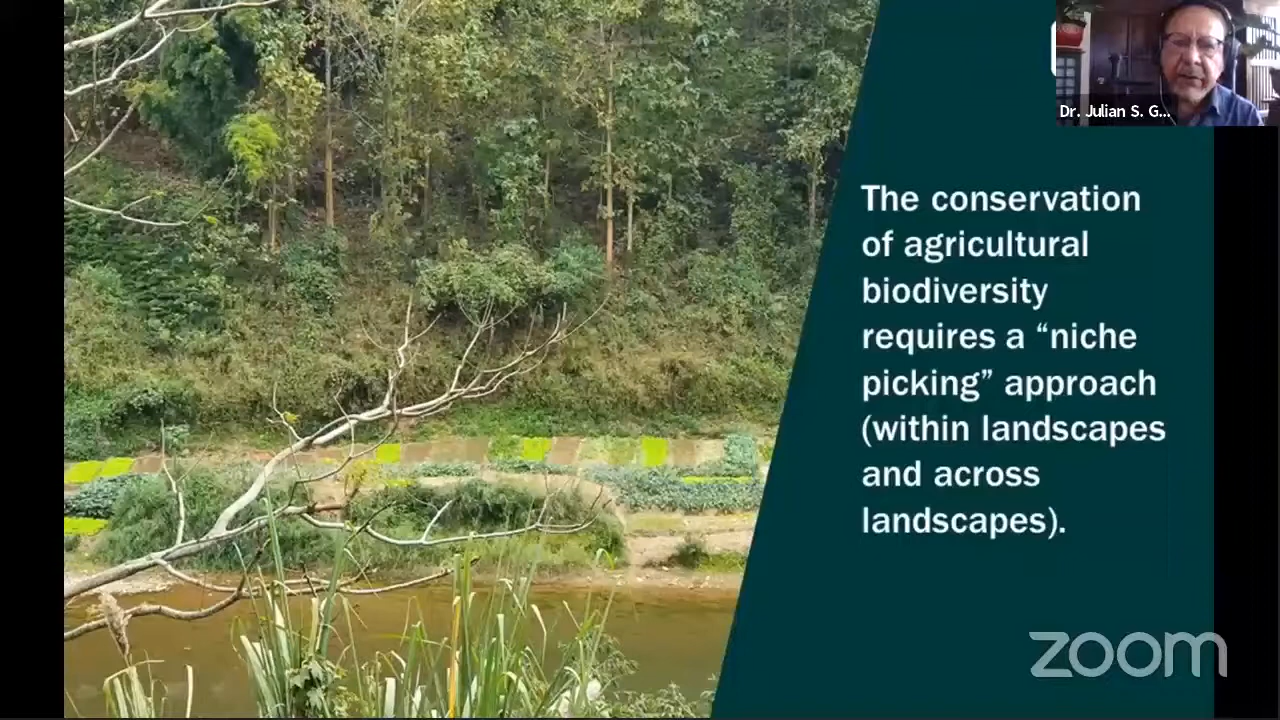 Dr. Julian S. G...
The conservation
of agricultural
biodiversity
requires a “niche
picking” approach
(within landscapes
and across
landscapes).
zoom